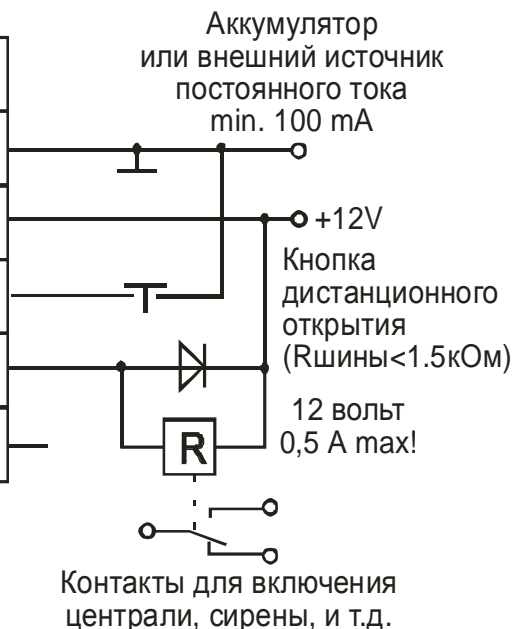 Аккумулятор
или внешний источник
постоянного тока
min. 100 mA
+12V
Кнопка
дистанционного
открытия
(Rшины<1.5кОм)
12 вольт
0,5 А max!
R
Контакты для включения
централи, сирены, и т.д.